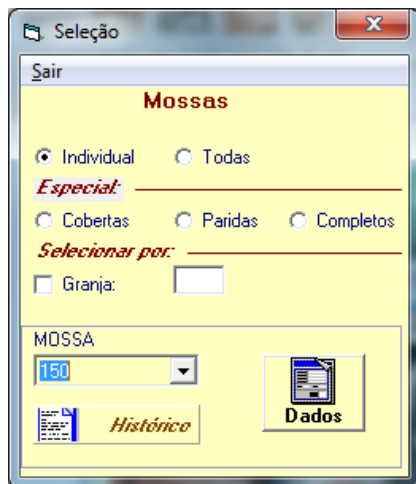 Seleção
Sair
Mossas
Individual Todas
Especial:
Cobertas Paridas Completos
Selecionar por:
Granja:
MOSSA
150
Dados
Histórico